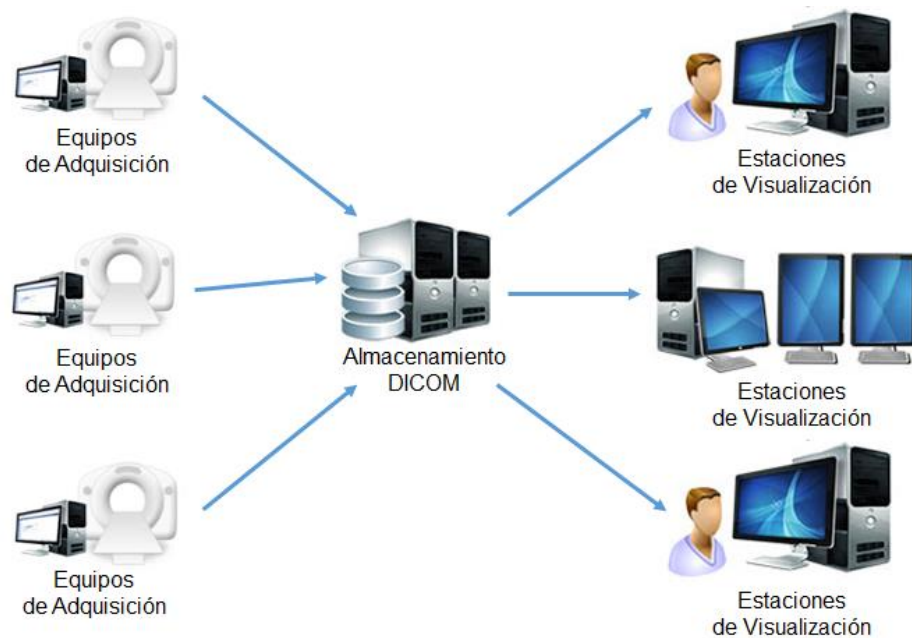 Equipos
de Adquisición
Estaciones
de Visualización
Equipos
de Adquisición
Almacenamiento
DICOM
Estaciones
de Visualización
Equipos
de Adquisición
Estaciones
de Visualización